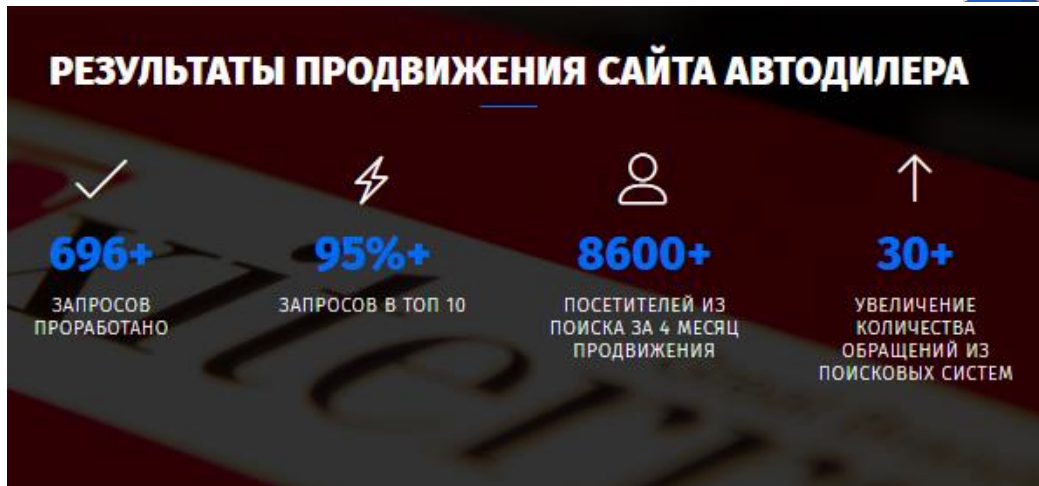 РЕЗУЛЬТАТЫ ПРОДВИЖЕНИЯ САЙТА АВТОДИЛЕРА
696+
ЗАПРОСОВ
ПРОРАБОТАНО
95%+
ЗАПРОСОВ В ТОП 10
8600+
ПОСЕТИТЕЛЕЙ ИЗ
ПОИСКА ЗА 4 МЕСЯЦ
ПРОДВИЖЕНИЯ
30+
УВЕЛИЧЕНИЕ
КОЛИЧЕСТВА
ОБРАЩЕНИЙ ИЗ
ПОИСКОВЫХ СИСТЕМ